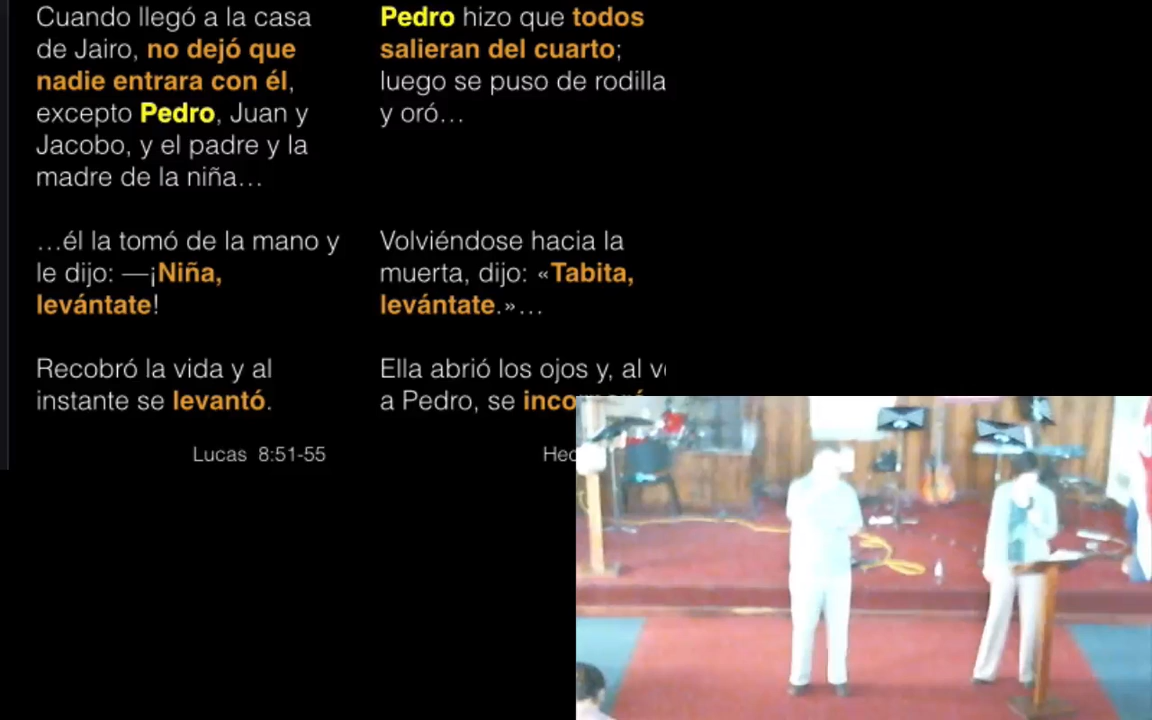 Cuando llegó a la casa
de Jairo, no dejó que
nadie entrara con él,
excepto Pedro, Juan y
Jacobo, y el padre y la
madre de la niña…
…él la tomó de la mano y
le dijo: —¡Niña,
levántate!
Recobró la vida y al
instante se levantó.
Lucas 8:51-55
Pedro hizo que todos
salieran del cuarto;
luego se puso de rodilla
y oró…
Volviéndose hacia la
muerta, dijo: «Tabita,
levántate.»…
Ella abrió los ojos y, al
a Pedro, se